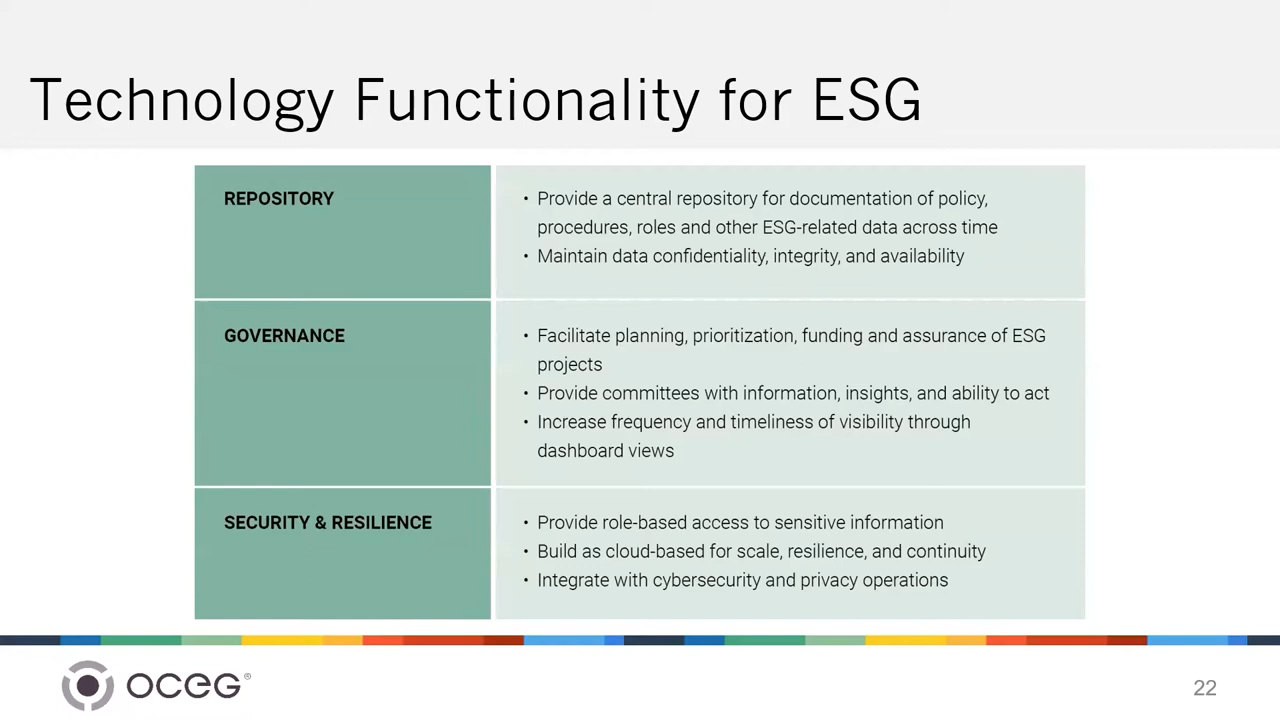 Technology Functionality for ESG
REPOSITORY
• Provide a central repository for documentation of policy,
procedures, roles and other ESG-related data across time
• Maintain data confidentiality, integrity, and availability
GOVERNANCE
• Facilitate planning, prioritization, funding and assurance of ESG
projects
• Provide committees with information, insights, and ability to act
• Increase frequency and timeliness of visibility through
dashboard views
SECURITY & RESILIENCE
• Provide role-based access to sensitive information
• Build as cloud-based for scale, resilience, and continuity
• Integrate with cybersecurity and privacy operations
OCEG®
22